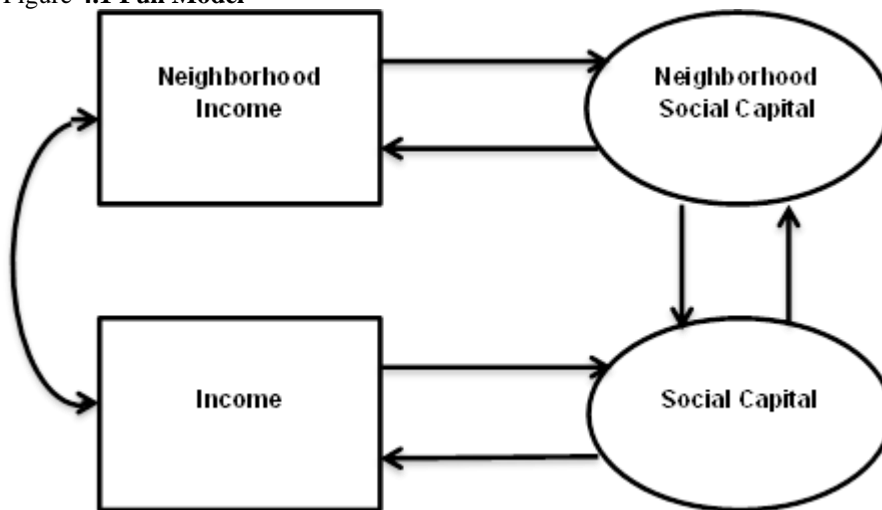 Figure 4.1 Full Model
Neighborhood
Income
Neighborhood
Social Capital
Income
Social Capital